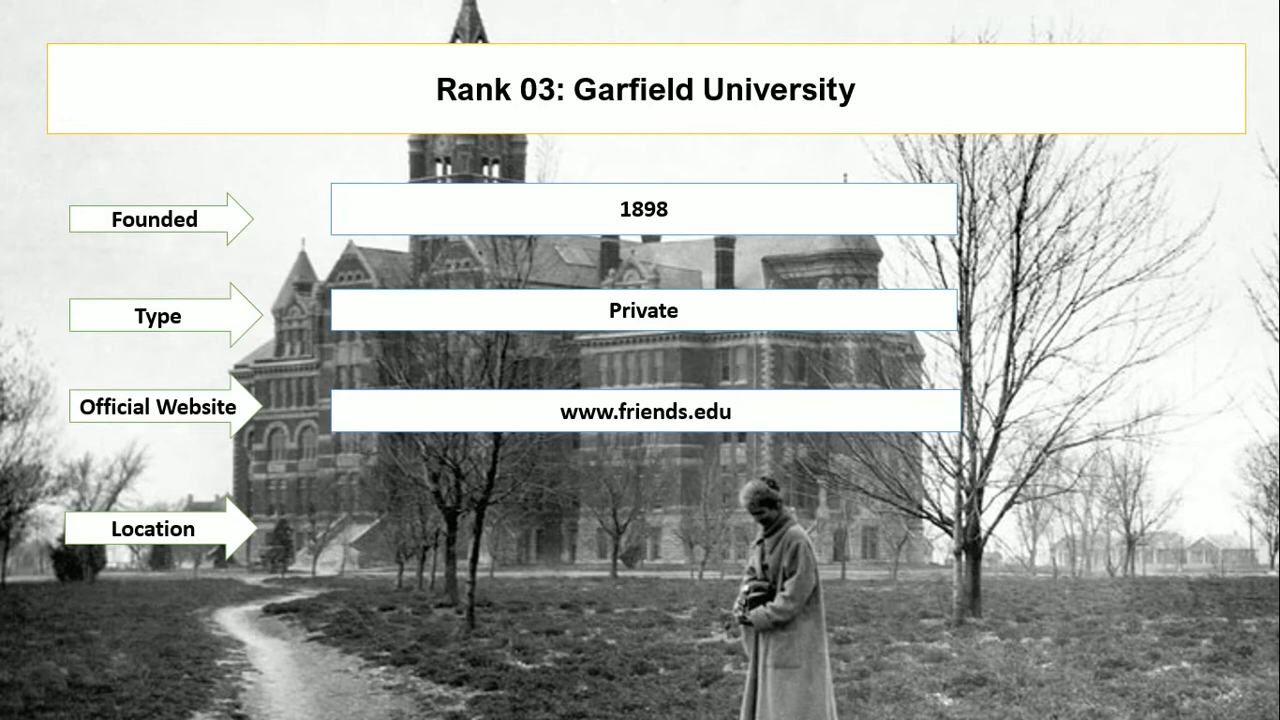 Rank 03: Garfield University
Founded
1898
Type
Private
Official Website
www.friends.edu
Location